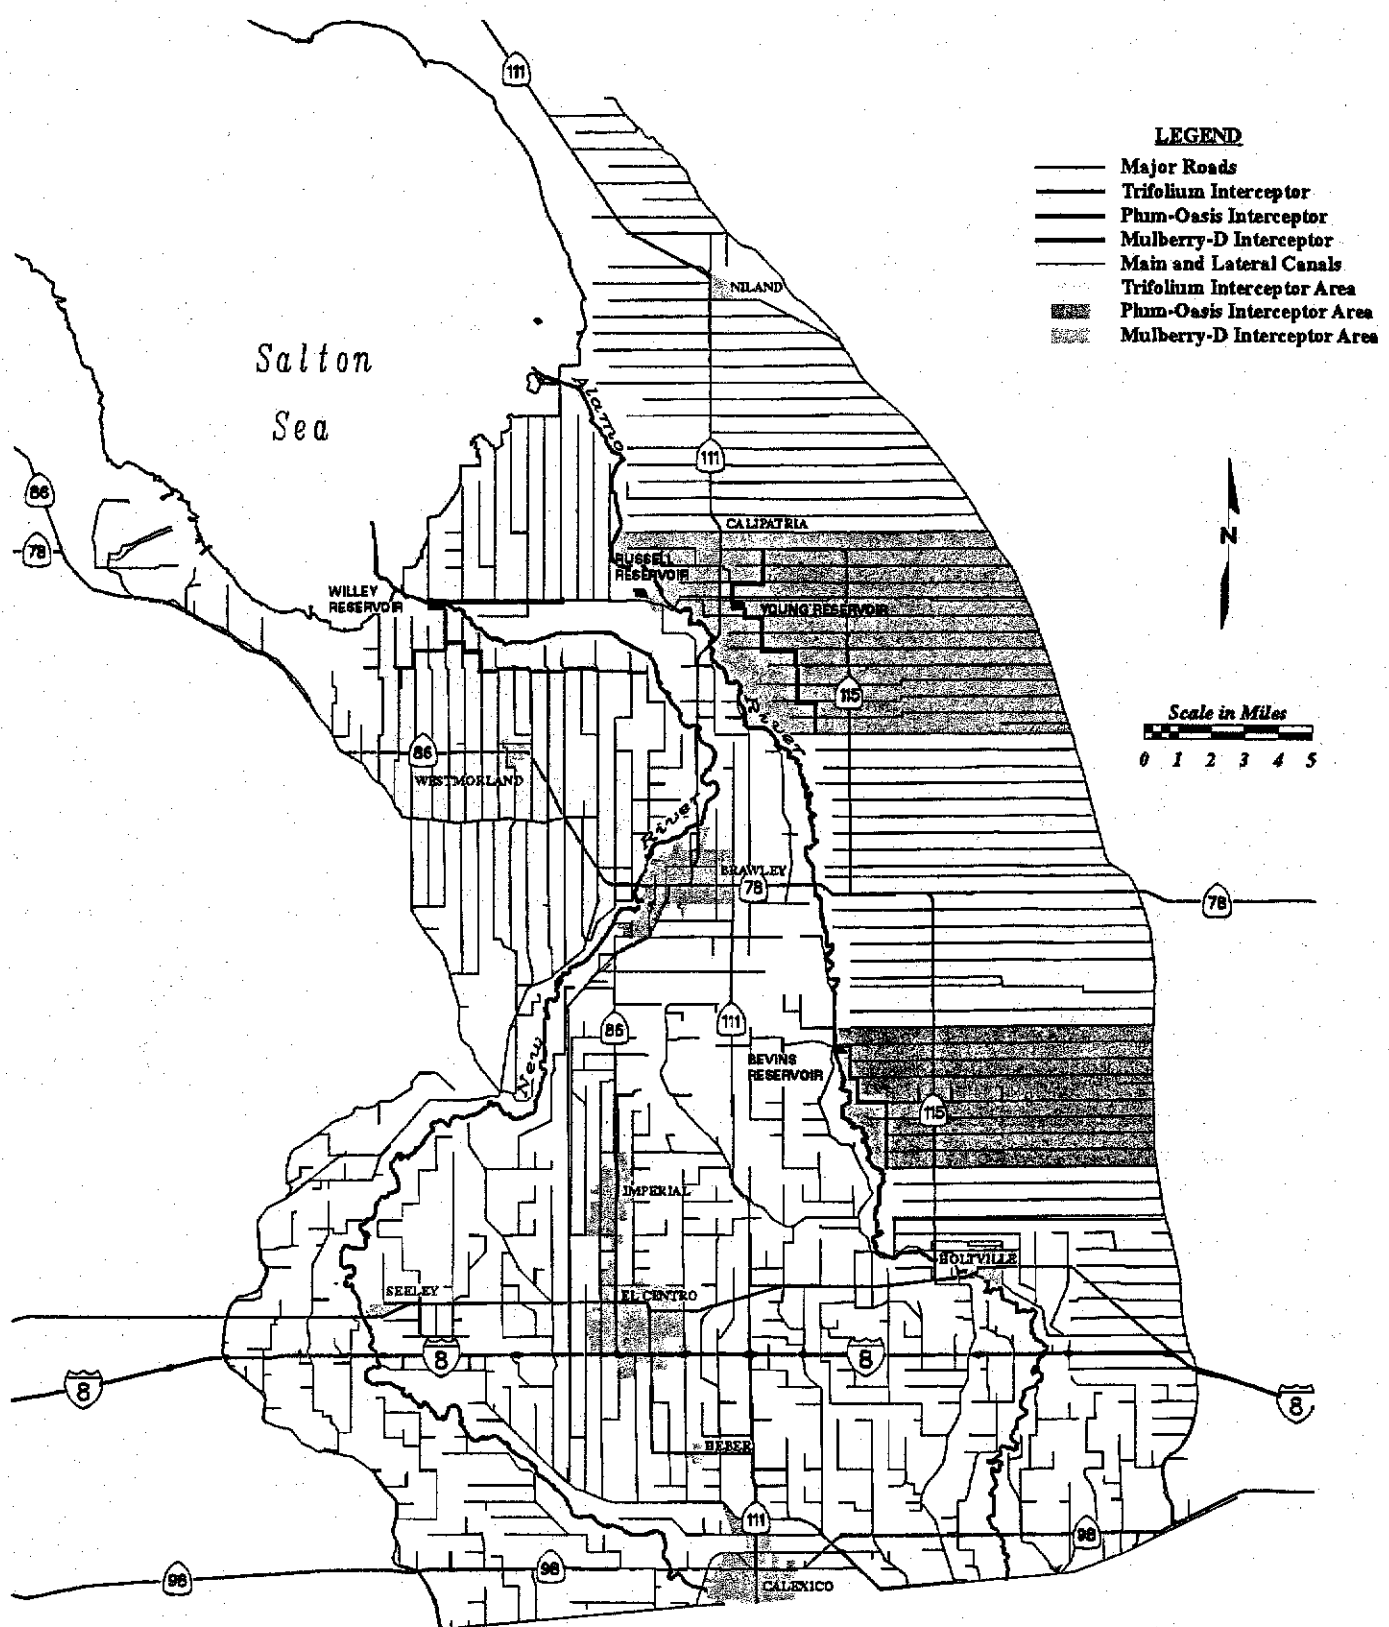 111
LEGEND
Major Roads
Trifolium Interceptor
Plum-Oasis Interceptor
Mulberry-D Interceptor
Main and Lateral Canals
Trifolium Interceptor Area
Plum-Oasis Interceptor Area
Mulberry-D Interceptor Area
NILAND
Salton
Sea
Alamo
111
86
78
CALIPATRIA
N
RUSSELL
RESERVOIR
WILLEY
RESERVOIR
YOUNG RESERVOIR
115
River
Scale in Miles
0 1 2 3 4 5
86
WESTMORLAND
River
BRAWLEY
78
78
86
111
New
BEVINS
RESERVOIR
115
IMPERIAL
HOLTVILLE
SEELEY
EL CENTRO
8
8
8
8
HEBER
111
98
98
98
CALEXICO